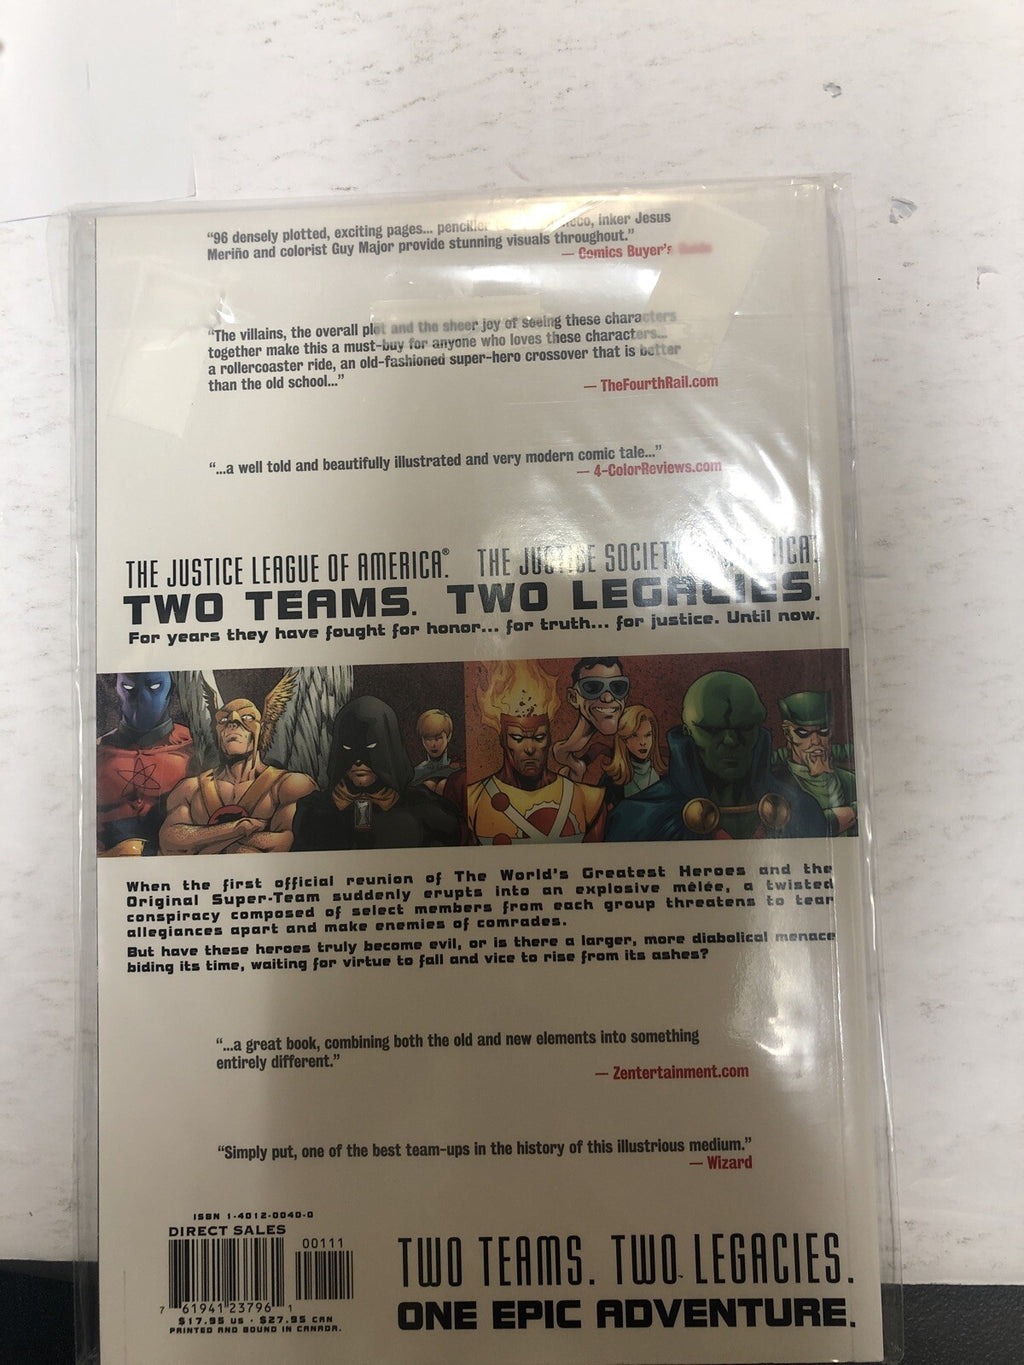 “96 densely plotted, exciting pages... penciller eco, inker Jesus
Meriño and colorist Guy Major provide stunning visuals throughout.”
— Comics Buyer's Guide
“The villains, the overall plot and the sheer joy of seeing these characters
together make this a must-buy for anyone who loves these characters...
a rollercoaster ride, an old-fashioned super-hero crossover that is better
than the old school...”
— TheFourthRail.com
“...a well told and beautifully illustrated and very modern comic tale...”
— 4-ColorReviews.com
THE JUSTICE LEAGUE OF AMERICA® THE JUSTICE SOCIETY
TWO TEAMS. TWO LEGACIES.
For years they have fought for honor... for truth... for justice. Until now.
When the first official reunion of The World's Greatest Heroes and the
Original Super-Team suddenly erupts into an explosive mêlée, a twisted
conspiracy composed of select members from each group threatens to tear
allegiances apart and make enemies of comrades.
But have these heroes truly become evil, or is there a larger, more diabolical menace
biding its time, waiting for virtue to fall and vice to rise from its ashes?
“...a great book, combining both the old and new elements into something
entirely different.”
— Zentertainment.com
“Simply put, one of the best team-ups in the history of this illustrious medium.”
— Wizard
ISBN 1-4012-0040-0
DIRECT SALES
00111
7 61941 23796 1
$17.95 US · $27.95 CAN
PRINTED AND BOUND IN CANADA.
TWO TEAMS. TWO LEGACIES.
ONE EPIC ADVENTURE.